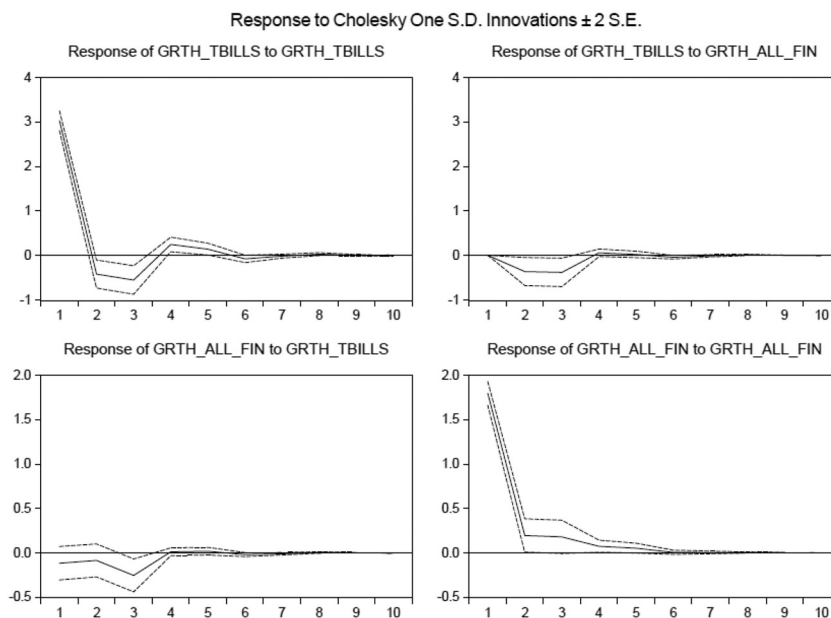 Response to Cholesky One S.D. Innovations ± 2 S.E.
Response of GRTH_TBILLS to GRTH_TBILLS
4
3
2
1
0
-1
1 2 3 4 5 6 7 8 9 10
Response of GRTH_TBILLS to GRTH_ALL_FIN
4
3
2
1
0
-1
1 2 3 4 5 6 7 8 9 10
Response of GRTH_ALL_FIN to GRTH_TBILLS
2.0
1.5
1.0
0.5
0.0
-0.5
1 2 3 4 5 6 7 8 9 10
Response of GRTH_ALL_FIN to GRTH_ALL_FIN
2.0
1.5
1.0
0.5
0.0
-0.5
1 2 3 4 5 6 7 8 9 10